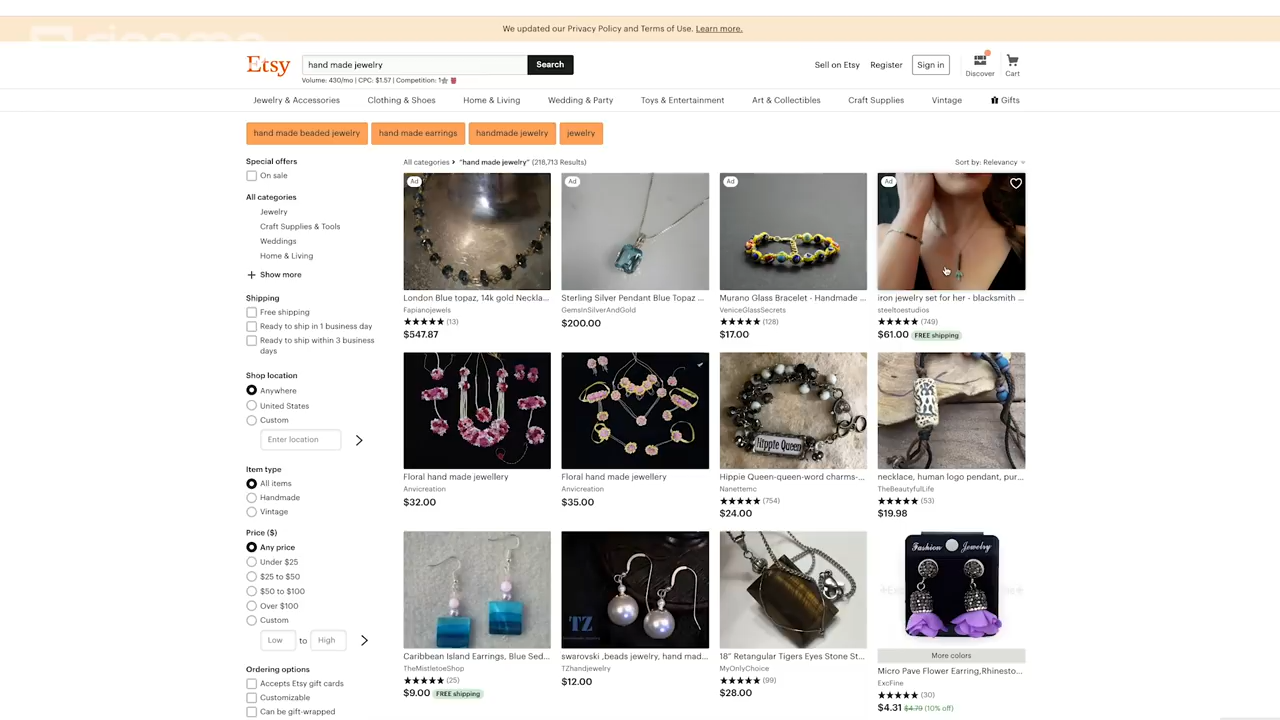 We updated our Privacy Policy and Terms of Use. Learn more.
Etsy
hand made jewelry
Search
Volume: 430/mo | CPC: $1.57 | Competition: 1
Sell on Etsy
Register
Sign in
Discover
Cart
Jewelry & Accessories
Clothing & Shoes
Home & Living
Wedding & Party
Toys & Entertainment
Art & Collectibles
Craft Supplies
Vintage
Gifts
hand made beaded jewelry
hand made earrings
handmade jewelry
jewelry
Special offers
On sale
All categories
Jewelry
Craft Supplies & Tools
Weddings
Home & Living
Show more
Shipping
Free shipping
Ready to ship in 1 business day
Ready to ship within 3 business
days
Shop location
Anywhere
United States
Custom
Enter location
Item type
All items
Handmade
Vintage
Price ($)
Any price
Under $25
$25 to $50
$50 to $100
Over $100
Custom
Low to High
Ordering options
Accepts Etsy gift cards
Customizable
Can be gift-wrapped
All categories > "hand made jewelry" (218,713 Results)
Sort by: Relevancy
Ad
London Blue topaz, 14k gold Neckla...
Fapianojewels
(13)
$547.87
Ad
Sterling Silver Pendant Blue Topaz ...
GemsInSilverAndGold
$200.00
Ad
Murano Glass Bracelet - Handmade ...
VeniceGlassSecrets
(128)
$17.00
Ad
iron jewelry set for her - blacksmith ...
steeltoestudios
(749)
$61.00 FREE shipping
Floral hand made jewellery
Anvicreation
$32.00
Floral hand made jewellery
Anvicreation
$35.00
Hippie Queen
Hippie Queen-queen-word charms-...
Nanettemc
(754)
$24.00
necklace, human logo pendant, pur...
TheBeautyfulLife
(53)
$19.98
Caribbean Island Earrings, Blue Sed...
TheMistletoeShop
(25)
$9.00 FREE shipping
TZ
swarovski ,beads jewelry, hand mad...
TZhandjewelry
$12.00
18" Retangular Tigers Eyes Stone St...
MyOnlyChoice
(99)
$28.00
Fashion Jewelry
More colors
Micro Pave Flower Earring,Rhinesto...
ExcFine
(30)
$4.31 $4.79 (10% off)